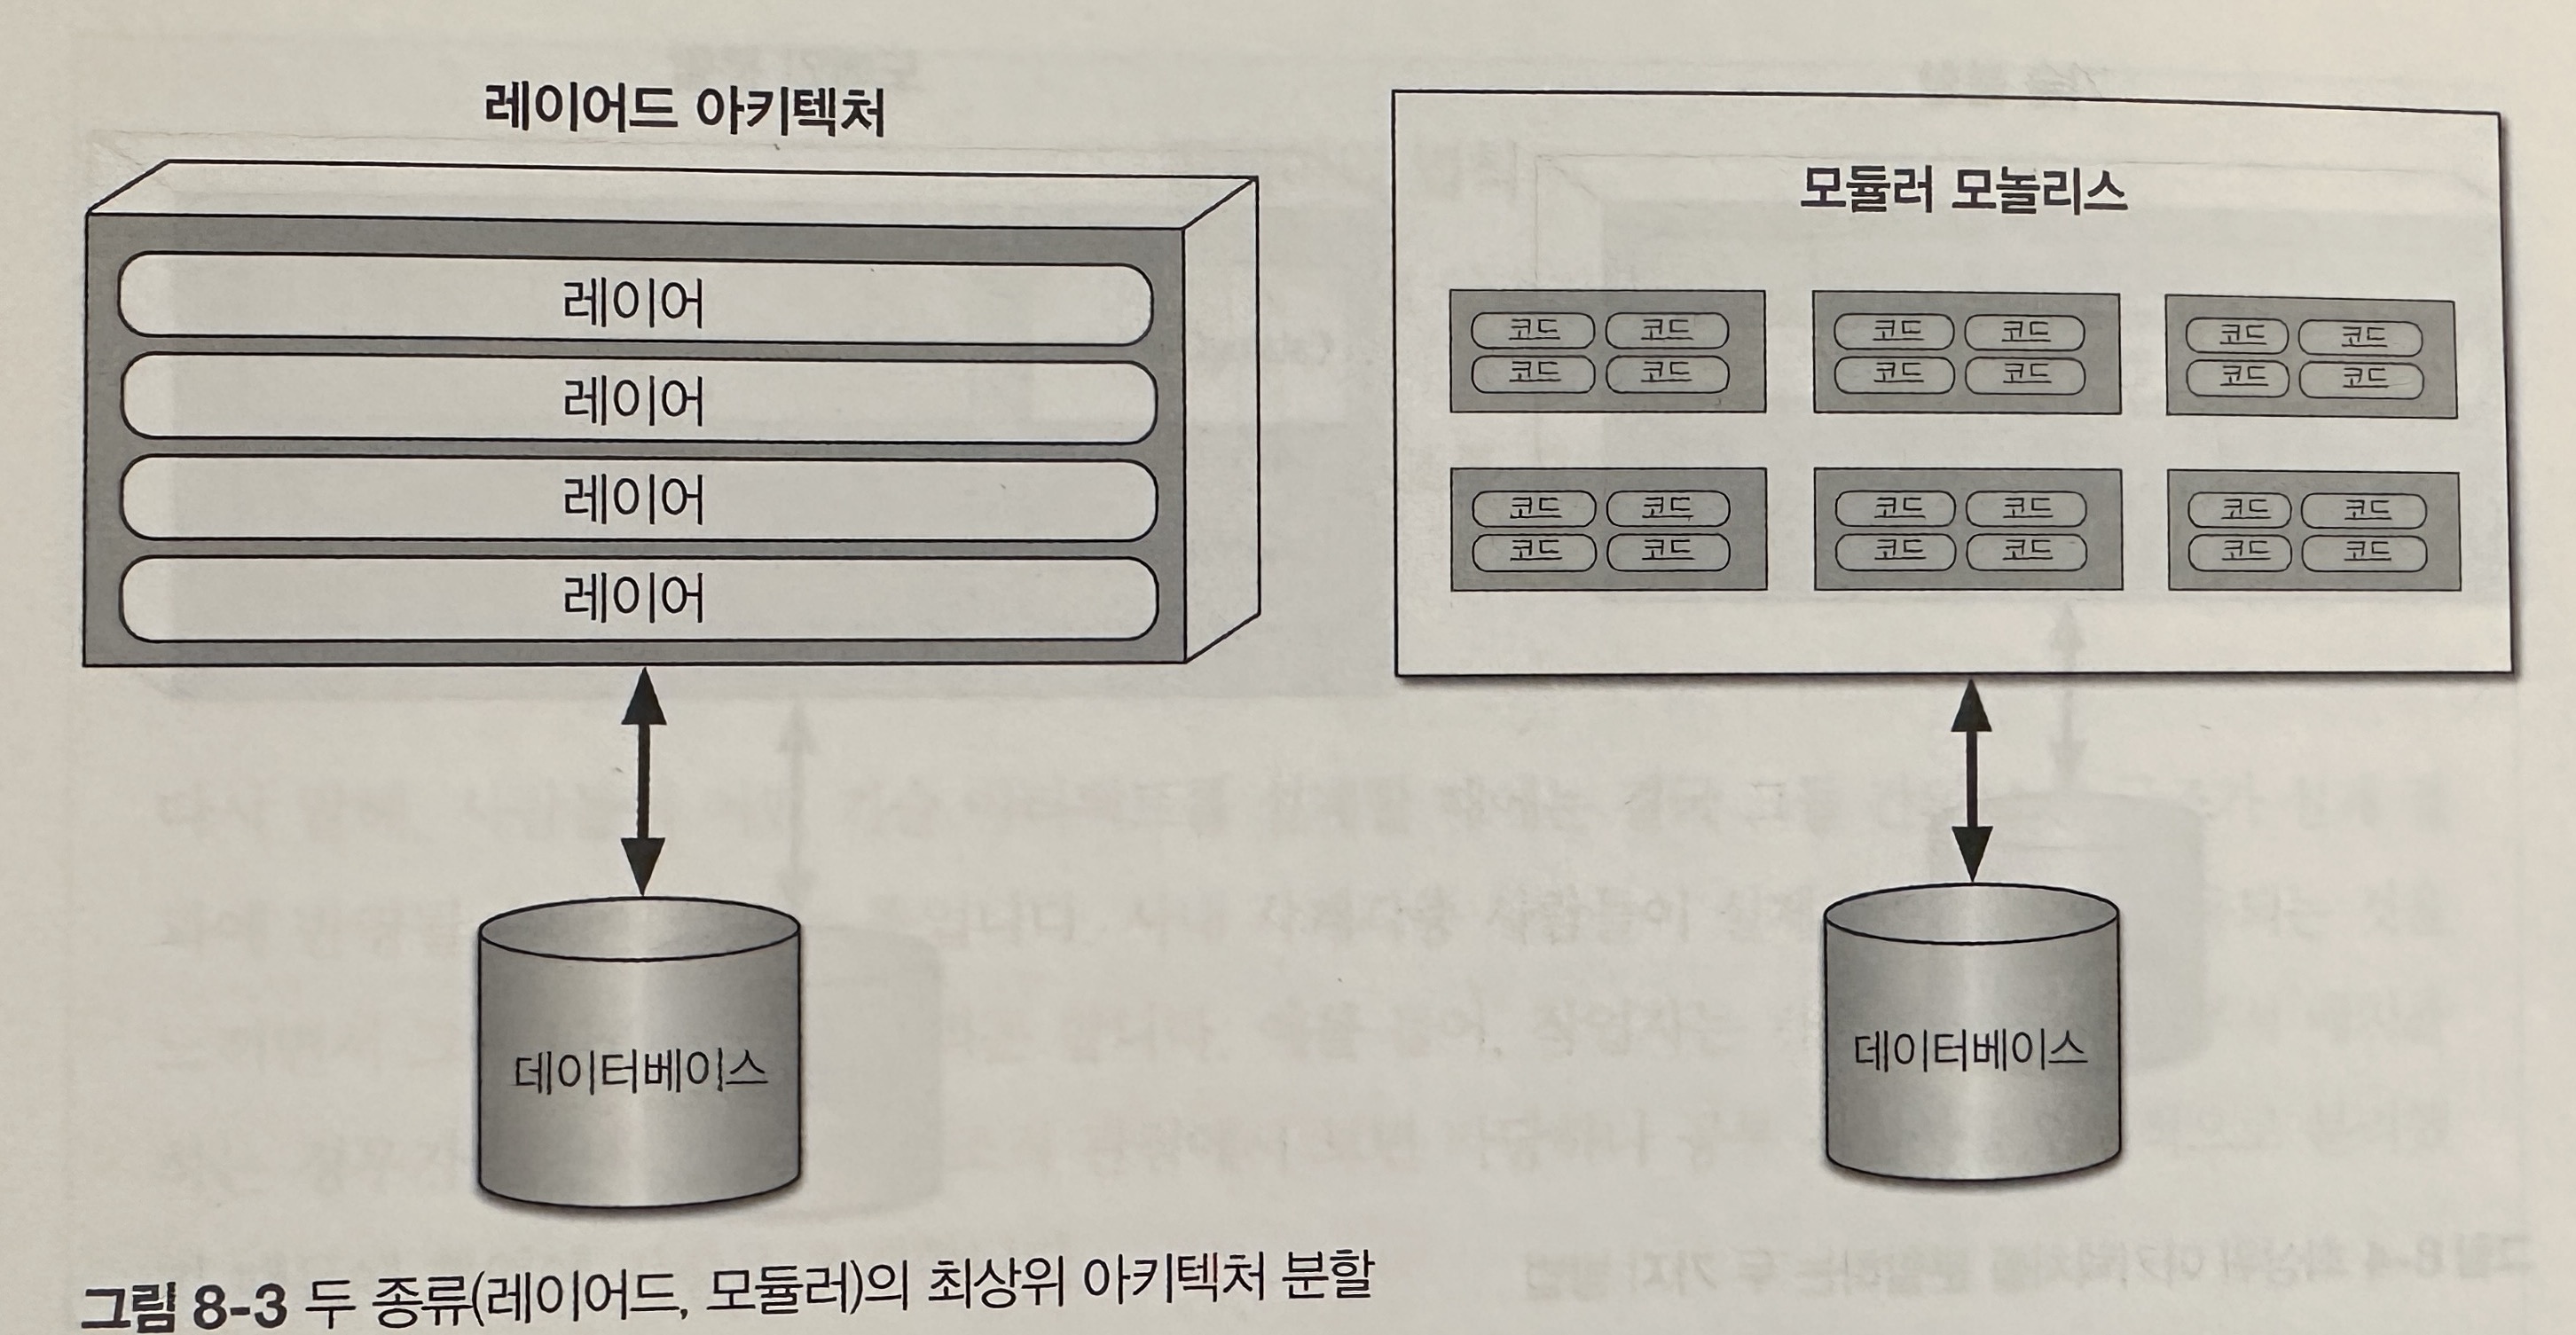 레이어드 아키텍처
레이어
레이어
레이어
레이어
데이터베이스
모듈러 모놀리스
코드 코드 코드 코드 코드 코드
코드 코드 코드 코드 코드 코드
코드 코드 코드 코드 코드 코드
코드 코드 코드 코드 코드 코드
데이터베이스
그림 8-3 두 종류(레이어드, 모듈러)의 최상위 아키텍처 분할